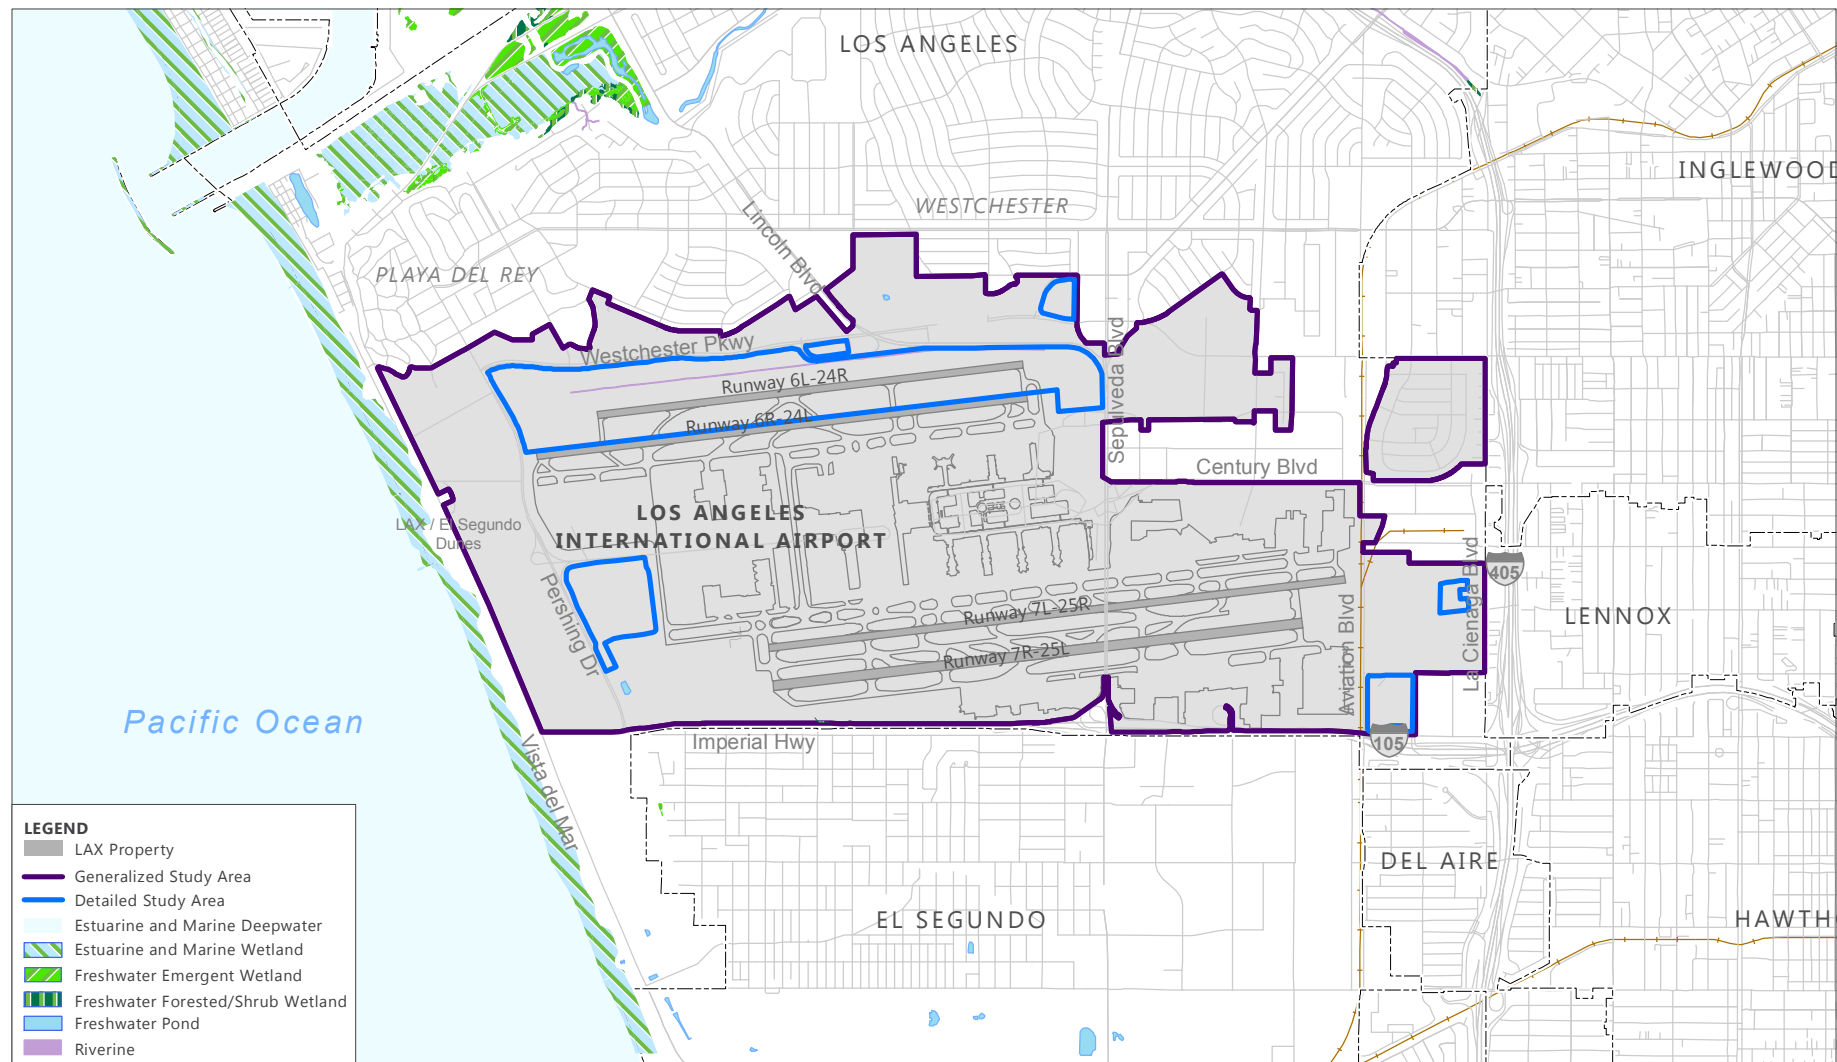 LOS ANGELES
INGLEWOOD
WESTCHESTER
Lincoln Blvd
PLAYA DEL REY
Westchester Pkwy
Runway 6L-24R
Runway 6R-24L
Sepulveda Blvd
Century Blvd
LAX / El Segundo
Dunes
LOS ANGELES
INTERNATIONAL AIRPORT
Pershing Dr
Runway 7L-25R
Runway 7R-25L
Aviation Blvd
La Cienaga Blvd
405
LENNOX
Pacific Ocean
Imperial Hwy
105
Vista del Mar
DEL AIRE
EL SEGUNDO
HAWTH
LEGEND
LAX Property
Generalized Study Area
Detailed Study Area
Estuarine and Marine Deepwater
Estuarine and Marine Wetland
Freshwater Emergent Wetland
Freshwater Forested/Shrub Wetland
Freshwater Pond
Riverine